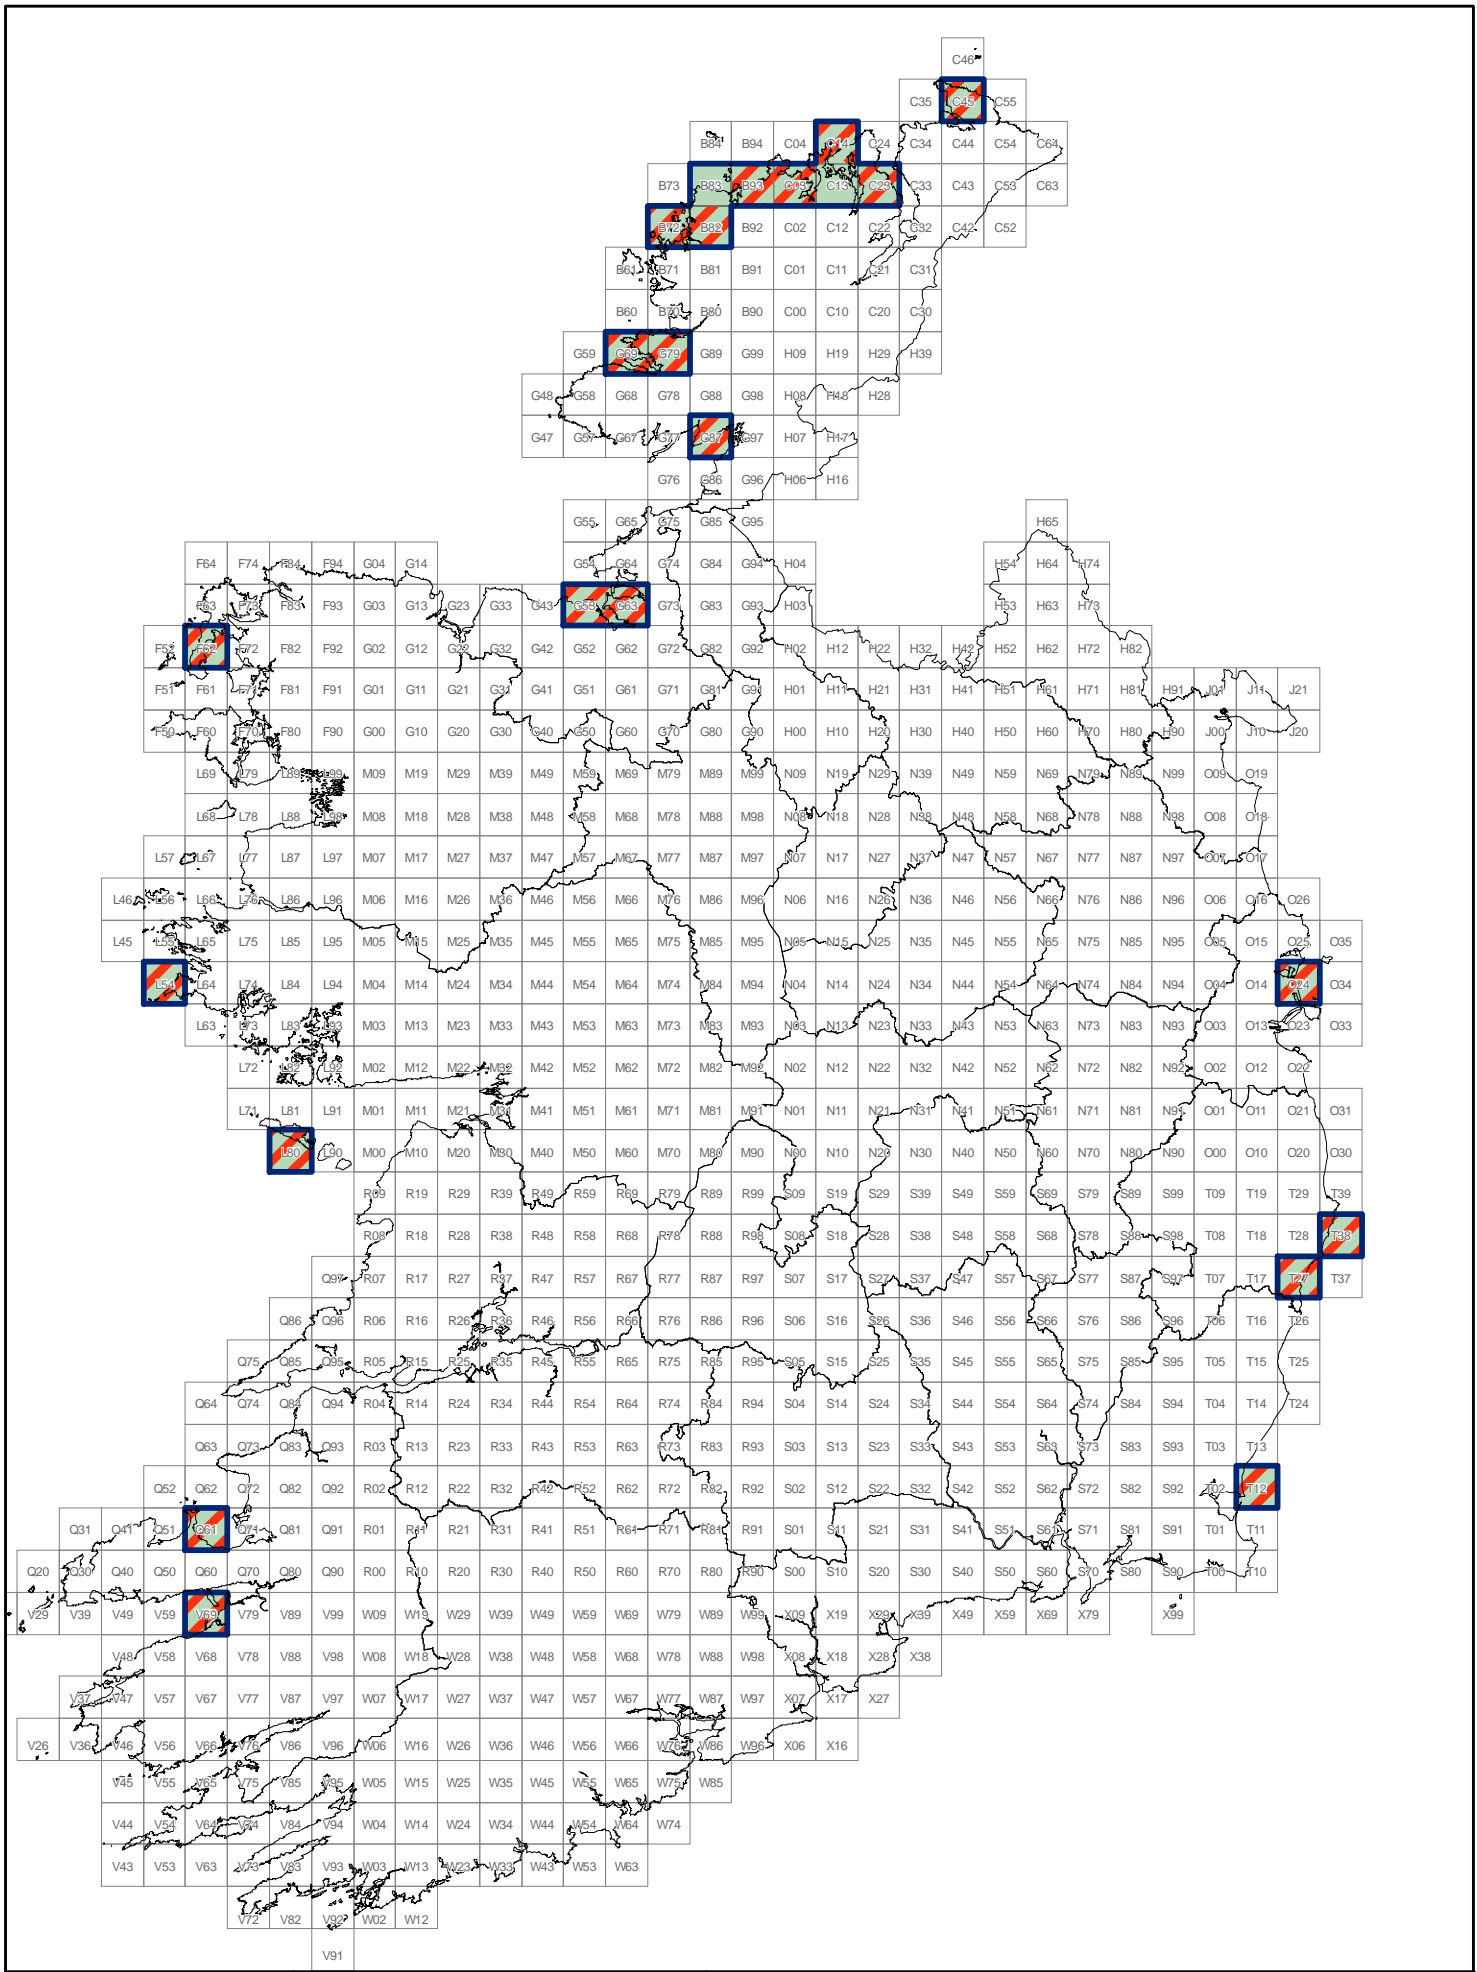 C46
C35 C45 C55
B84 B94 C04 C14 C24 C34 C44 C54 C64
B73 B83 B93 C03 C13 C23 C33 C43 C53 C63
B72 B82 B92 C02 C12 C22 C32 C42 C52
B61 B71 B81 B91 C01 C11 C21 C31
B60 B70 B80 B90 C00 C10 C20 C30
G59 G69 G79 G89 G99 H09 H19 H29 H39
G48 G58 G68 G78 G88 G98 H08 H18 H28
G47 G57 G67 G77 G87 G97 H07 H17
G76 G86 G96 H06 H16
G55 G65 G75 G85 G95 H65
F64 F74 F84 F94 G04 G14 G54 G64 G74 G84 G94 H04 H54 H64 H74
F63 F73 F83 F93 G03 G13 G23 G33 G43 G53 G63 G73 G83 G93 H03 H53 H63 H73
F52 F62 F72 F82 F92 G02 G12 G22 G32 G42 G52 G62 G72 G82 G92 H02 H12 H22 H32 H42 H52 H62 H72 H82
F51 F61 F71 F81 F91 G01 G11 G21 G31 G41 G51 G61 G71 G81 G91 H01 H11 H21 H31 H41 H51 H61 H71 H81 H91 J01 J11 J21
F50 F60 F70 F80 F90 G00 G10 G20 G30 G40 G50 G60 G70 G80 G90 H00 H10 H20 H30 H40 H50 H60 H70 H80 H90 J00 J10 J20
L69 L79 L89 L99 M09 M19 M29 M39 M49 M59 M69 M79 M89 M99 N09 N19 N29 N39 N49 N59 N69 N79 N89 N99 O09 O19
L68 L78 L88 L98 M08 M18 M28 M38 M48 M58 M68 M78 M88 M98 N08 N18 N28 N38 N48 N58 N68 N78 N88 N98 O08 O18
L57 L67 L77 L87 L97 M07 M17 M27 M37 M47 M57 M67 M77 M87 M97 N07 N17 N27 N37 N47 N57 N67 N77 N87 N97 O07 O17
L46 L56 L66 L76 L86 L96 M06 M16 M26 M36 M46 M56 M66 M76 M86 M96 N06 N16 N26 N36 N46 N56 N66 N76 N86 N96 O06 O16 O26
L45 L55 L65 L75 L85 L95 M05 M15 M25 M35 M45 M55 M65 M75 M85 M95 N05 N15 N25 N35 N45 N55 N65 N75 N85 N95 O05 O15 O25 O35
L54 L64 L74 L84 L94 M04 M14 M24 M34 M44 M54 M64 M74 M84 M94 N04 N14 N24 N34 N44 N54 N64 N74 N84 N94 O04 O14 O24 O34
L63 L73 L83 L93 M03 M13 M23 M33 M43 M53 M63 M73 M83 M93 N03 N13 N23 N33 N43 N53 N63 N73 N83 N93 O03 O13 O23 O33
L72 L82 L92 M02 M12 M22 M32 M42 M52 M62 M72 M82 M92 N02 N12 N22 N32 N42 N52 N62 N72 N82 N92 O02 O12 O22
L71 L81 L91 M01 M11 M21 M31 M41 M51 M61 M71 M81 M91 N01 N11 N21 N31 N41 N51 N61 N71 N81 N91 O01 O11 O21 O31
L80 L90 M00 M10 M20 M30 M40 M50 M60 M70 M80 M90 N00 N10 N20 N30 N40 N50 N60 N70 N80 N90 O00 O10 O20 O30
R09 R19 R29 R39 R49 R59 R69 R79 R89 R99 S09 S19 S29 S39 S49 S59 S69 S79 S89 S99 T09 T19 T29 T39
R08 R18 R28 R38 R48 R58 R68 R78 R88 R98 S08 S18 S28 S38 S48 S58 S68 S78 S88 S98 T08 T18 T28 T38
Q97 R07 R17 R27 R37 R47 R57 R67 R77 R87 R97 S07 S17 S27 S37 S47 S57 S67 S77 S87 S97 T07 T17 T27 T37
Q86 Q96 R06 R16 R26 R36 R46 R56 R66 R76 R86 R96 S06 S16 S26 S36 S46 S56 S66 S76 S86 S96 T06 T16 T26
Q75 Q85 Q95 R05 R15 R25 R35 R45 R55 R65 R75 R85 R95 S05 S15 S25 S35 S45 S55 S65 S75 S85 S95 T05 T15 T25
Q64 Q74 Q84 Q94 R04 R14 R24 R34 R44 R54 R64 R74 R84 R94 S04 S14 S24 S34 S44 S54 S64 S74 S84 S94 T04 T14 T24
Q63 Q73 Q83 Q93 R03 R13 R23 R33 R43 R53 R63 R73 R83 R93 S03 S13 S23 S33 S43 S53 S63 S73 S83 S93 T03 T13
Q52 Q62 Q72 Q82 Q92 R02 R12 R22 R32 R42 R52 R62 R72 R82 R92 S02 S12 S22 S32 S42 S52 S62 S72 S82 S92 T02 T12
Q31 Q41 Q51 Q61 Q71 Q81 Q91 R01 R11 R21 R31 R41 R51 R61 R71 R81 R91 S01 S11 S21 S31 S41 S51 S61 S71 S81 S91 T01 T11
Q20 Q30 Q40 Q50 Q60 Q70 Q80 Q90 R00 R10 R20 R30 R40 R50 R60 R70 R80 R90 S00 S10 S20 S30 S40 S50 S60 S70 S80 S90 T00 T10
V29 V39 V49 V59 V69 V79 V89 V99 W09 W19 W29 W39 W49 W59 W69 W79 W89 W99 X09 X19 X29 X39 X49 X59 X69 X79 X99
V48 V58 V68 V78 V88 V98 W08 W18 W28 W38 W48 W58 W68 W78 W88 W98 X08 X18 X28 X38
V37 V47 V57 V67 V77 V87 V97 W07 W17 W27 W37 W47 W57 W67 W77 W87 W97 X07 X17 X27
V26 V36 V46 V56 V66 V76 V86 V96 W06 W16 W26 W36 W46 W56 W66 W76 W86 W96 X06 X16
V45 V55 V65 V75 V85 V95 W05 W15 W25 W35 W45 W55 W65 W75 W85
V44 V54 V64 V74 V84 V94 W04 W14 W24 W34 W44 W54 W64 W74
V43 V53 V63 V73 V83 V93 W03 W13 W23 W33 W43 W53 W63
V72 V82 V92 W02 W12
V91